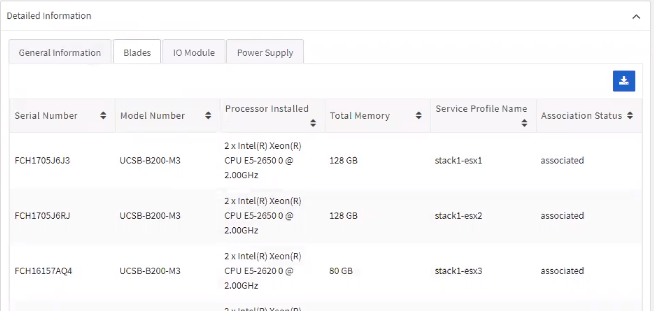 Detailed Information
General Information
Blades
IO Module
Power Supply
Serial Number
Model Number
Processor Installed
Total Memory
Service Profile Name
Association Status
FCH1705J6J3
UCSB-B200-M3
2 x Intel(R) Xeon(R)
CPU E5-2650 0 @
2.00GHz
128 GB
stack1-esx1
associated
FCH1705J6RJ
UCSB-B200-M3
2 x Intel(R) Xeon(R)
CPU E5-2650 0 @
2.00GHz
128 GB
stack1-esx2
associated
FCH16157AQ4
UCSB-B200-M3
2 x Intel(R) Xeon(R)
CPU E5-2620 0 @
2.00GHz
80 GB
stack1-esx3
associated
2 x Intel(R) Xeon(R)